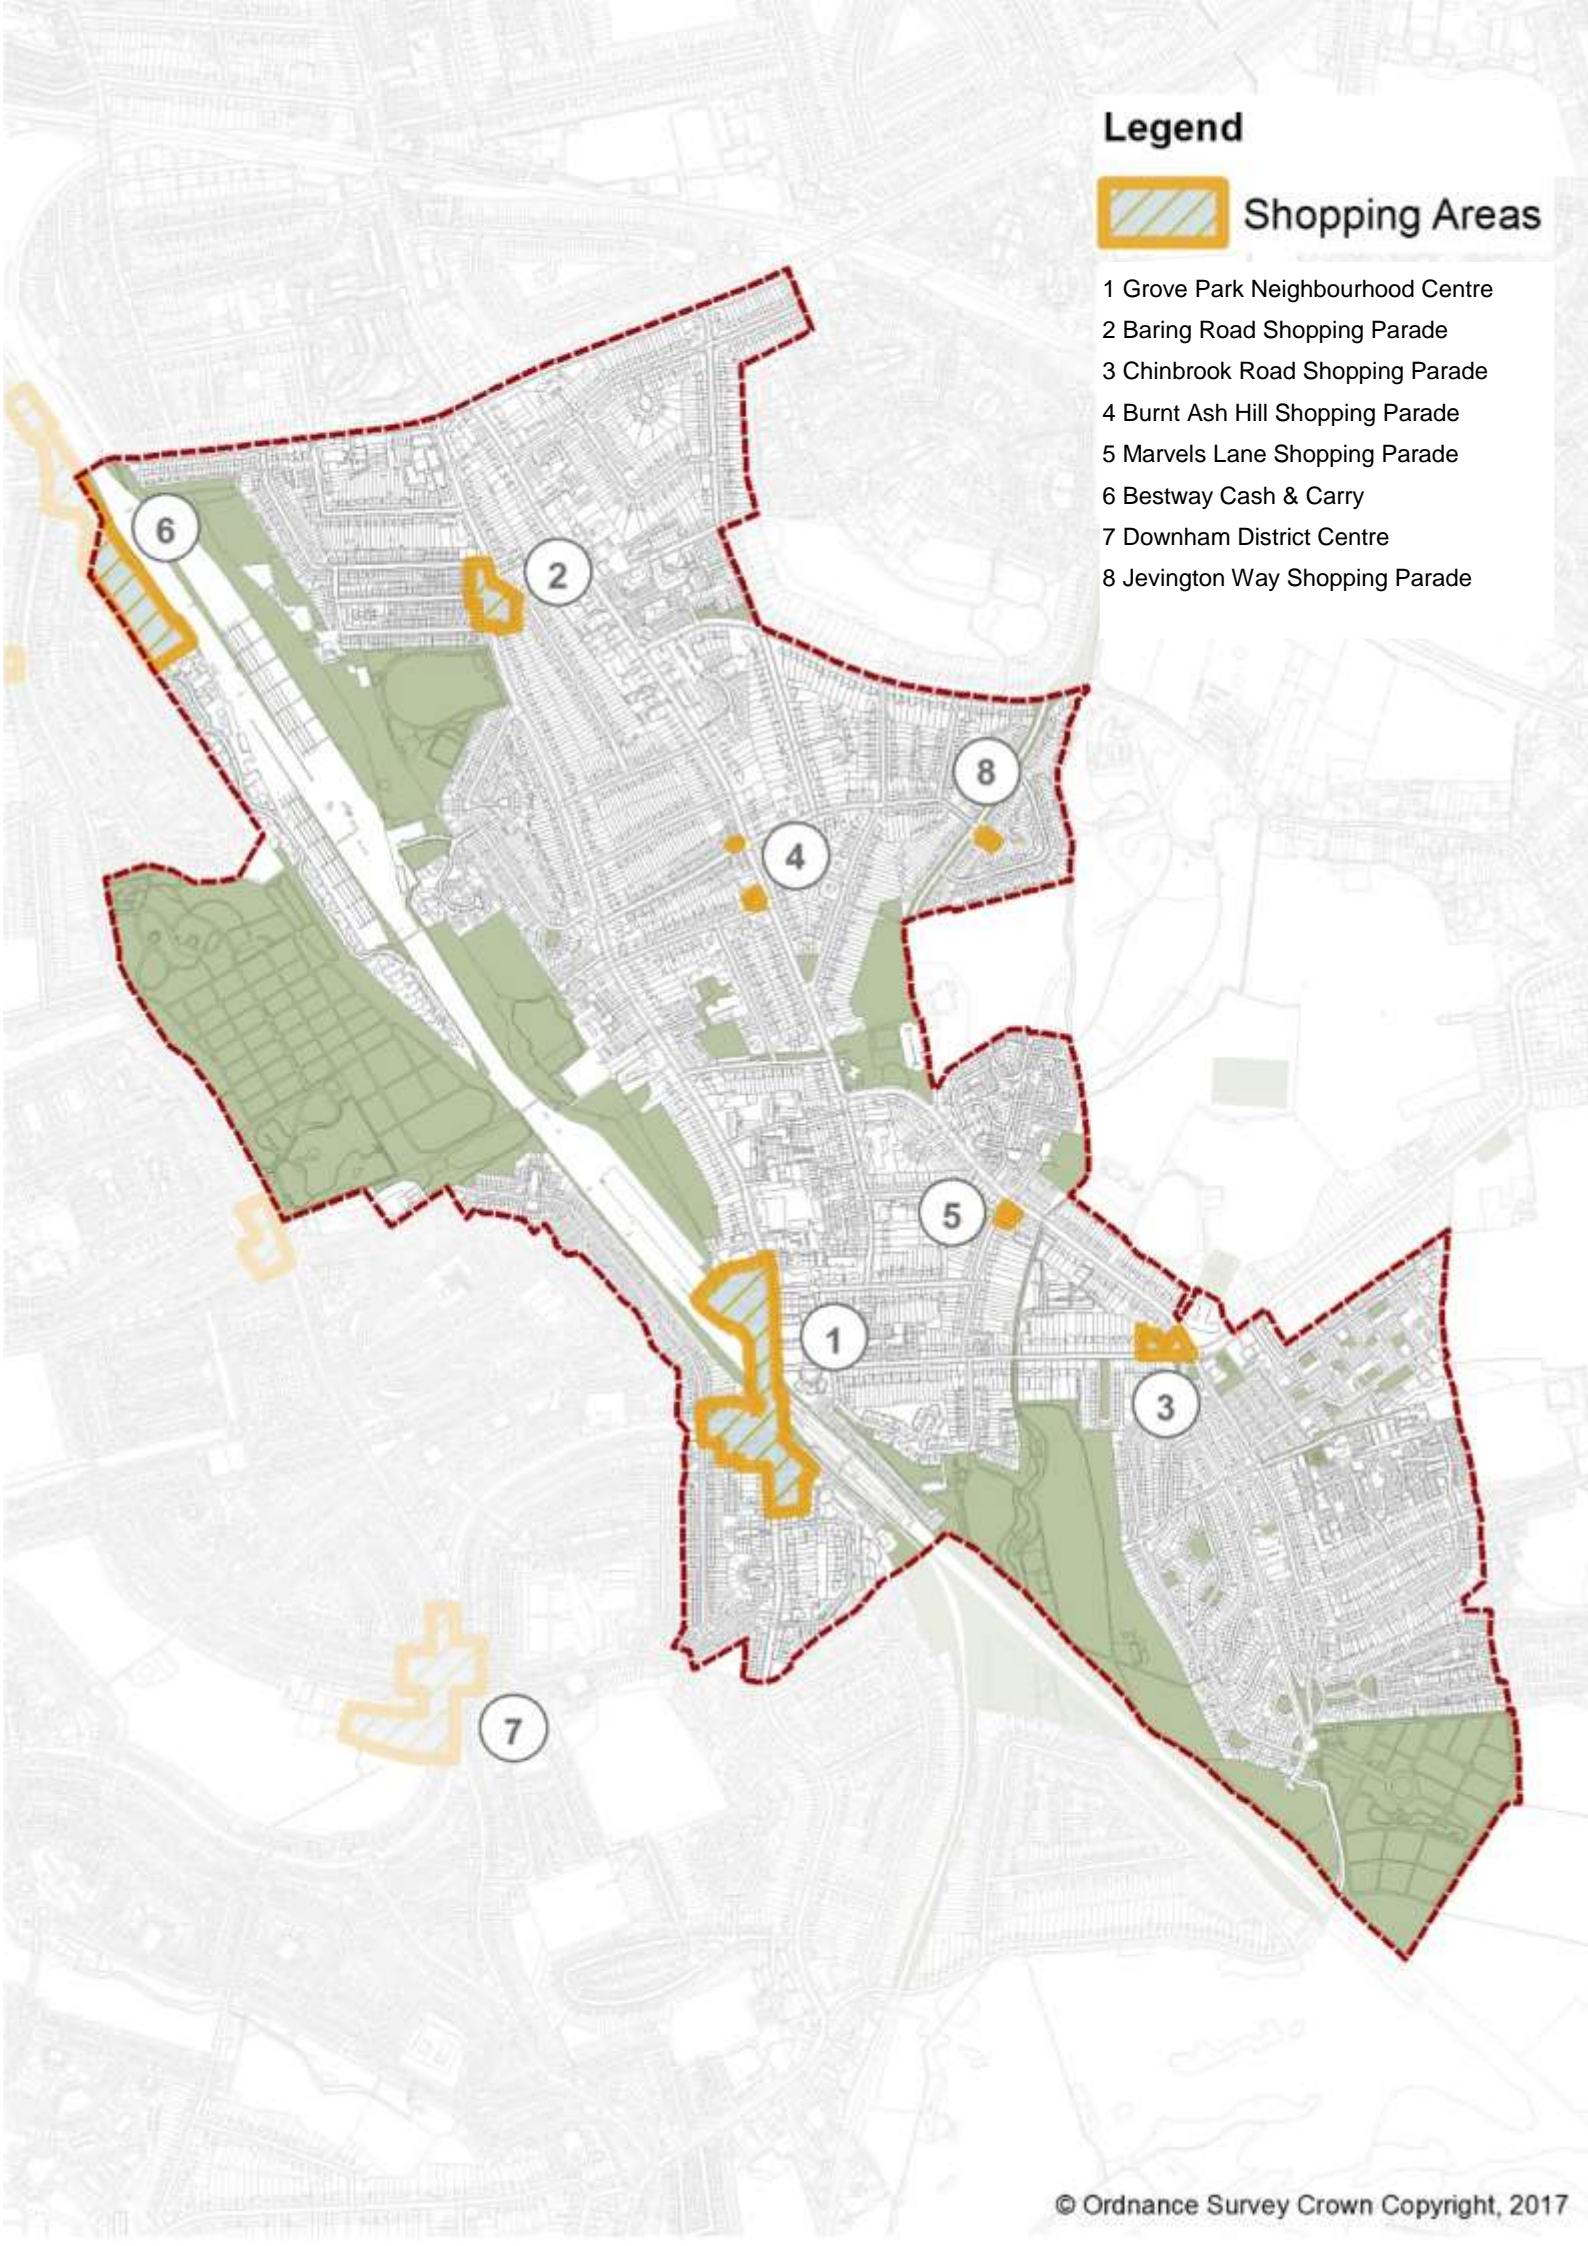 Legend
Shopping Areas
1 Grove Park Neighbourhood Centre
2 Baring Road Shopping Parade
3 Chinbrook Road Shopping Parade
4 Burnt Ash Hill Shopping Parade
5 Marvels Lane Shopping Parade
6 Bestway Cash & Carry
7 Downham District Centre
8 Jevington Way Shopping Parade
6
2
8
4
5
1
3
7
© Ordnance Survey Crown Copyright, 2017